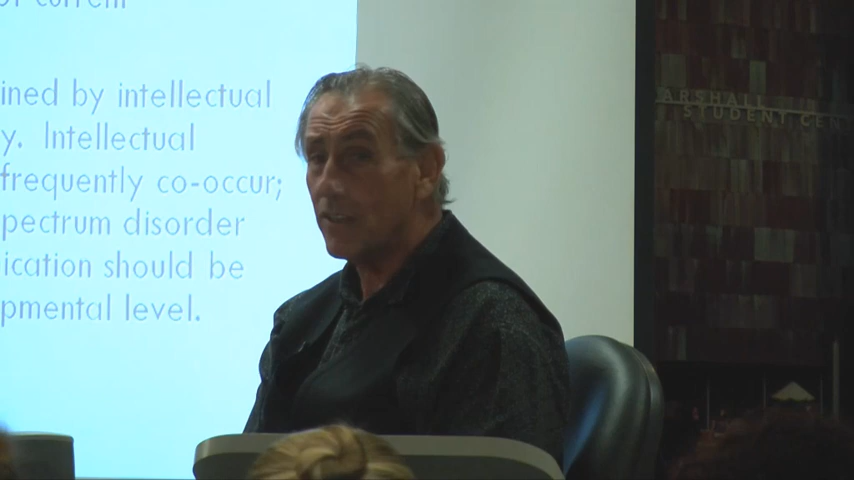 of current
ined by intellectual
y. Intellectual
frequently co-occur;
pectrum disorder
ication should be
pmental level.
ARSHALL
STUDENT CEN